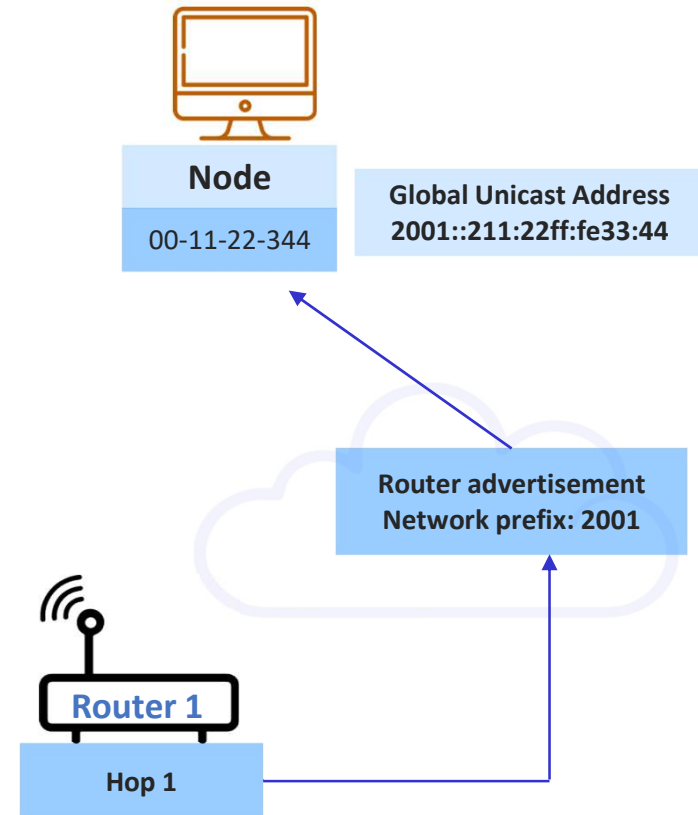 Node
00-11-22-344
Global Unicast Address
2001::211:22ff:fe33:44
Router advertisement
Network prefix: 2001
Router 1
Hop 1